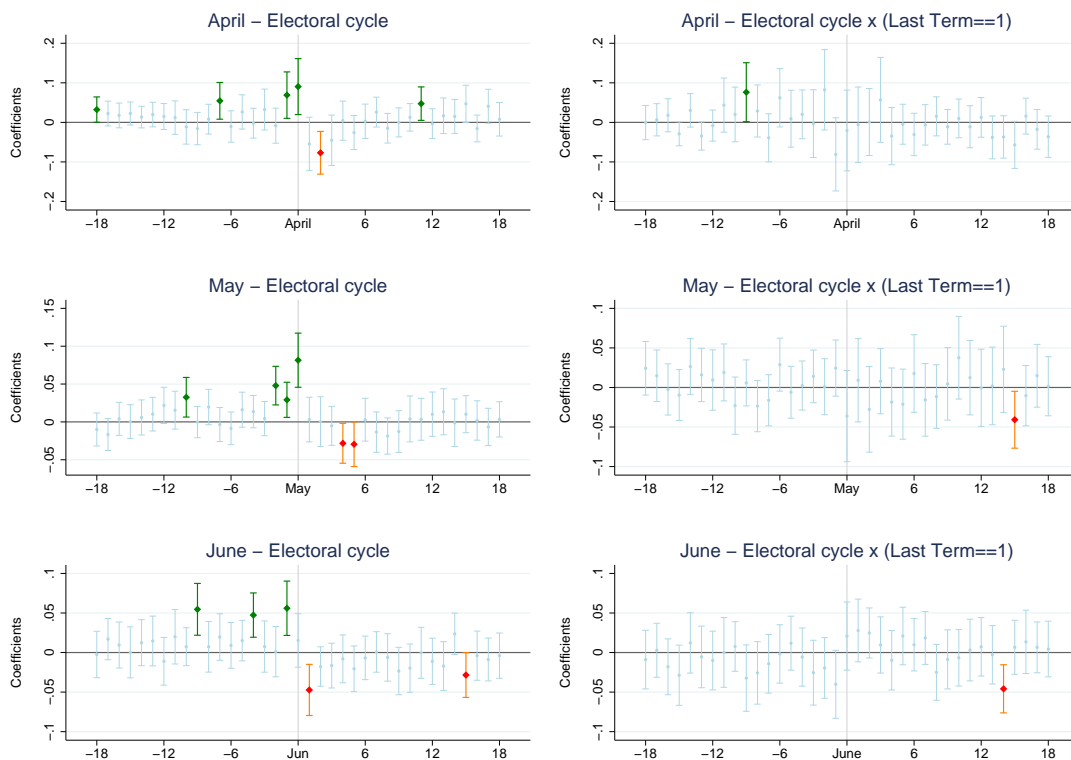 April − Electoral cycle
Coefficients
.2
.1
0
−.1
−.2
−18 −12 −6 April 6 12 18
April − Electoral cycle x (Last Term==1)
Coefficients
.2
.1
0
−.1
−.2
−18 −12 −6 April 6 12 18
May − Electoral cycle
Coefficients
.15
.1
.05
0
−.05
−18 −12 −6 May 6 12 18
May − Electoral cycle x (Last Term==1)
Coefficients
.1
.05
0
−.05
−.1
−18 −12 −6 May 6 12 18
June − Electoral cycle
Coefficients
.1
.05
0
−.05
−.1
−18 −12 −6 Jun 6 12 18
June − Electoral cycle x (Last Term==1)
Coefficients
.1
.05
0
−.05
−.1
−18 −12 −6 June 6 12 18